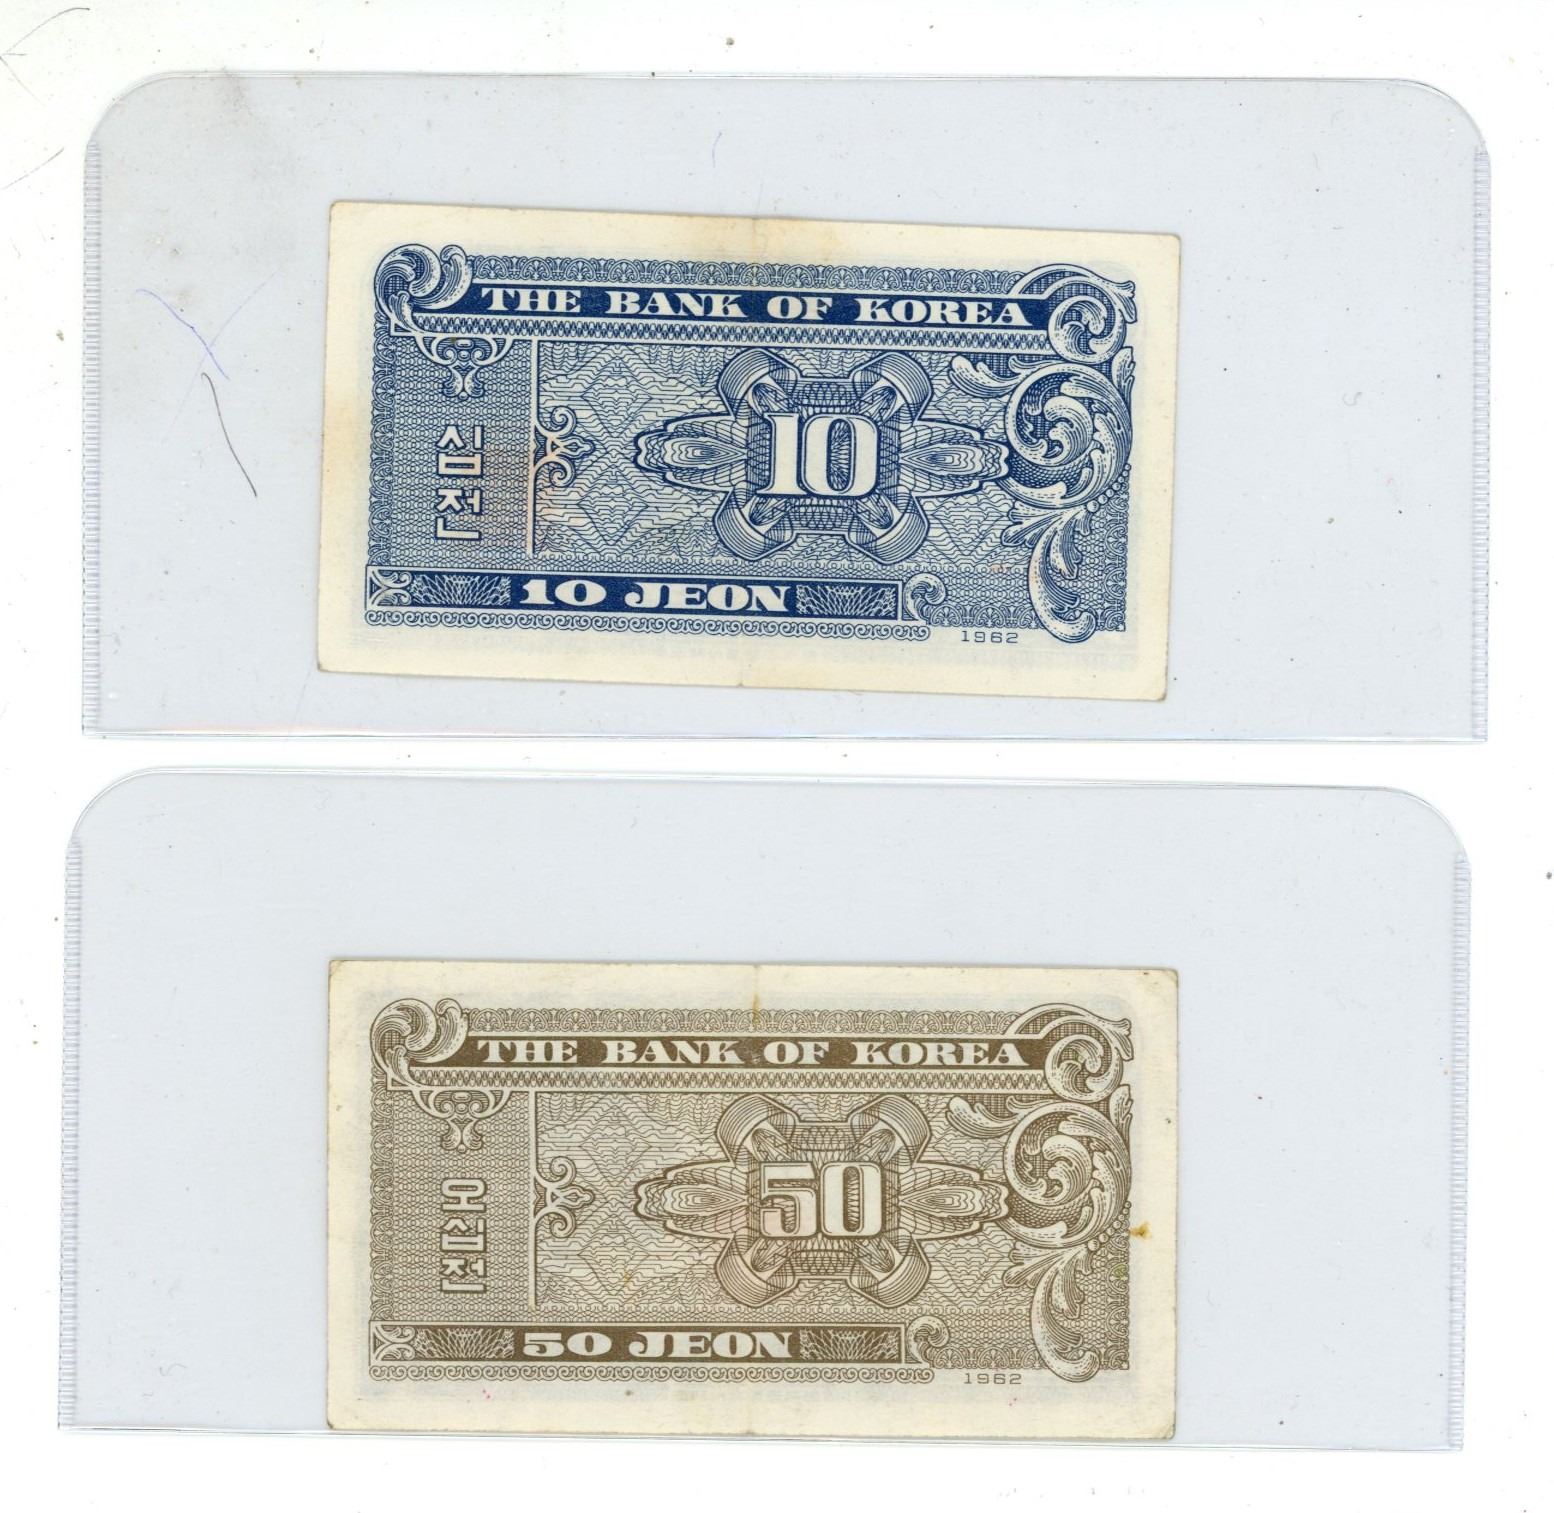 THE BANK OF KOREA
10
십전
10 JEON
1962
THE BANK OF KOREA
50
오십전
50 JEON
1962